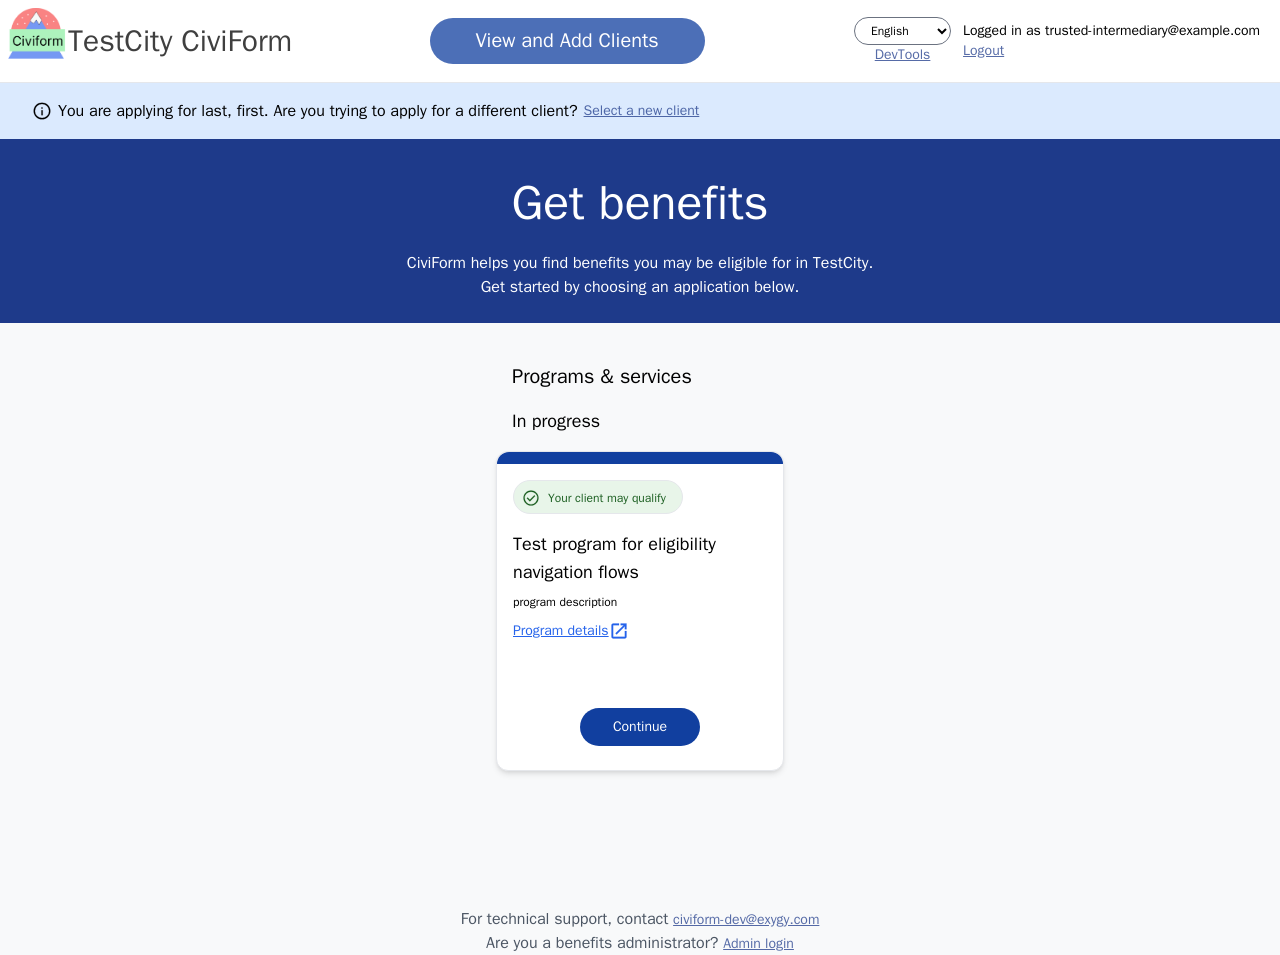 Civiform
TestCity CiviForm
View and Add Clients
English
DevTools
Logged in as trusted-intermediary@example.com
Logout
You are applying for last, first. Are you trying to apply for a different client? Select a new client
Get benefits
CiviForm helps you find benefits you may be eligible for in TestCity.
Get started by choosing an application below.
Programs & services
In progress
Your client may qualify
Test program for eligibility
navigation flows
program description
Program details
Continue
For technical support, contact civiform-dev@exygy.com
Are you a benefits administrator? Admin login